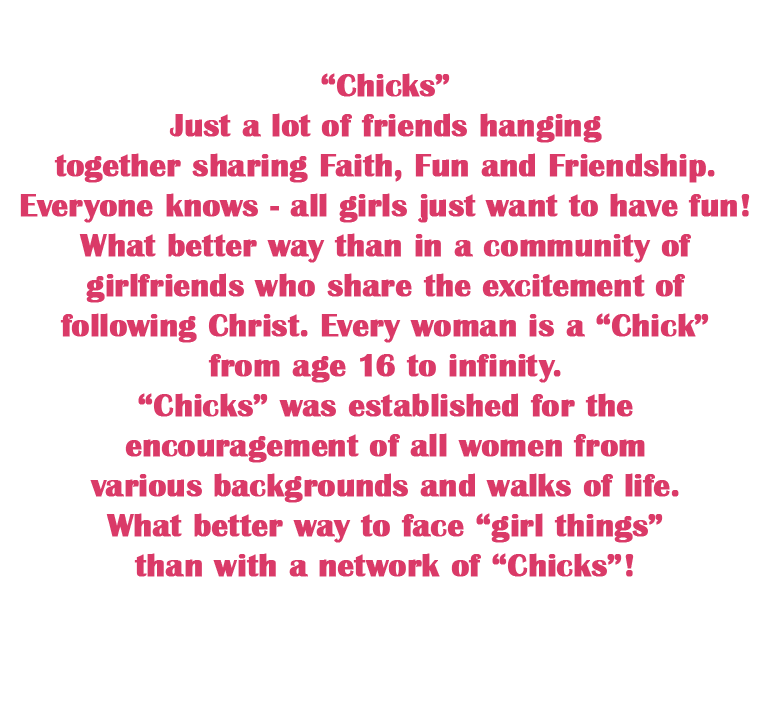 “Chicks”
Just a lot of friends hanging
together sharing Faith, Fun and Friendship.
Everyone knows - all girls just want to have fun!
What better way than in a community of
girlfriends who share the excitement of
following Christ. Every woman is a “Chick”
from age 16 to infinity.
“Chicks” was established for the
encouragement of all women from
various backgrounds and walks of life.
What better way to face “girl things”
than with a network of “Chicks”!